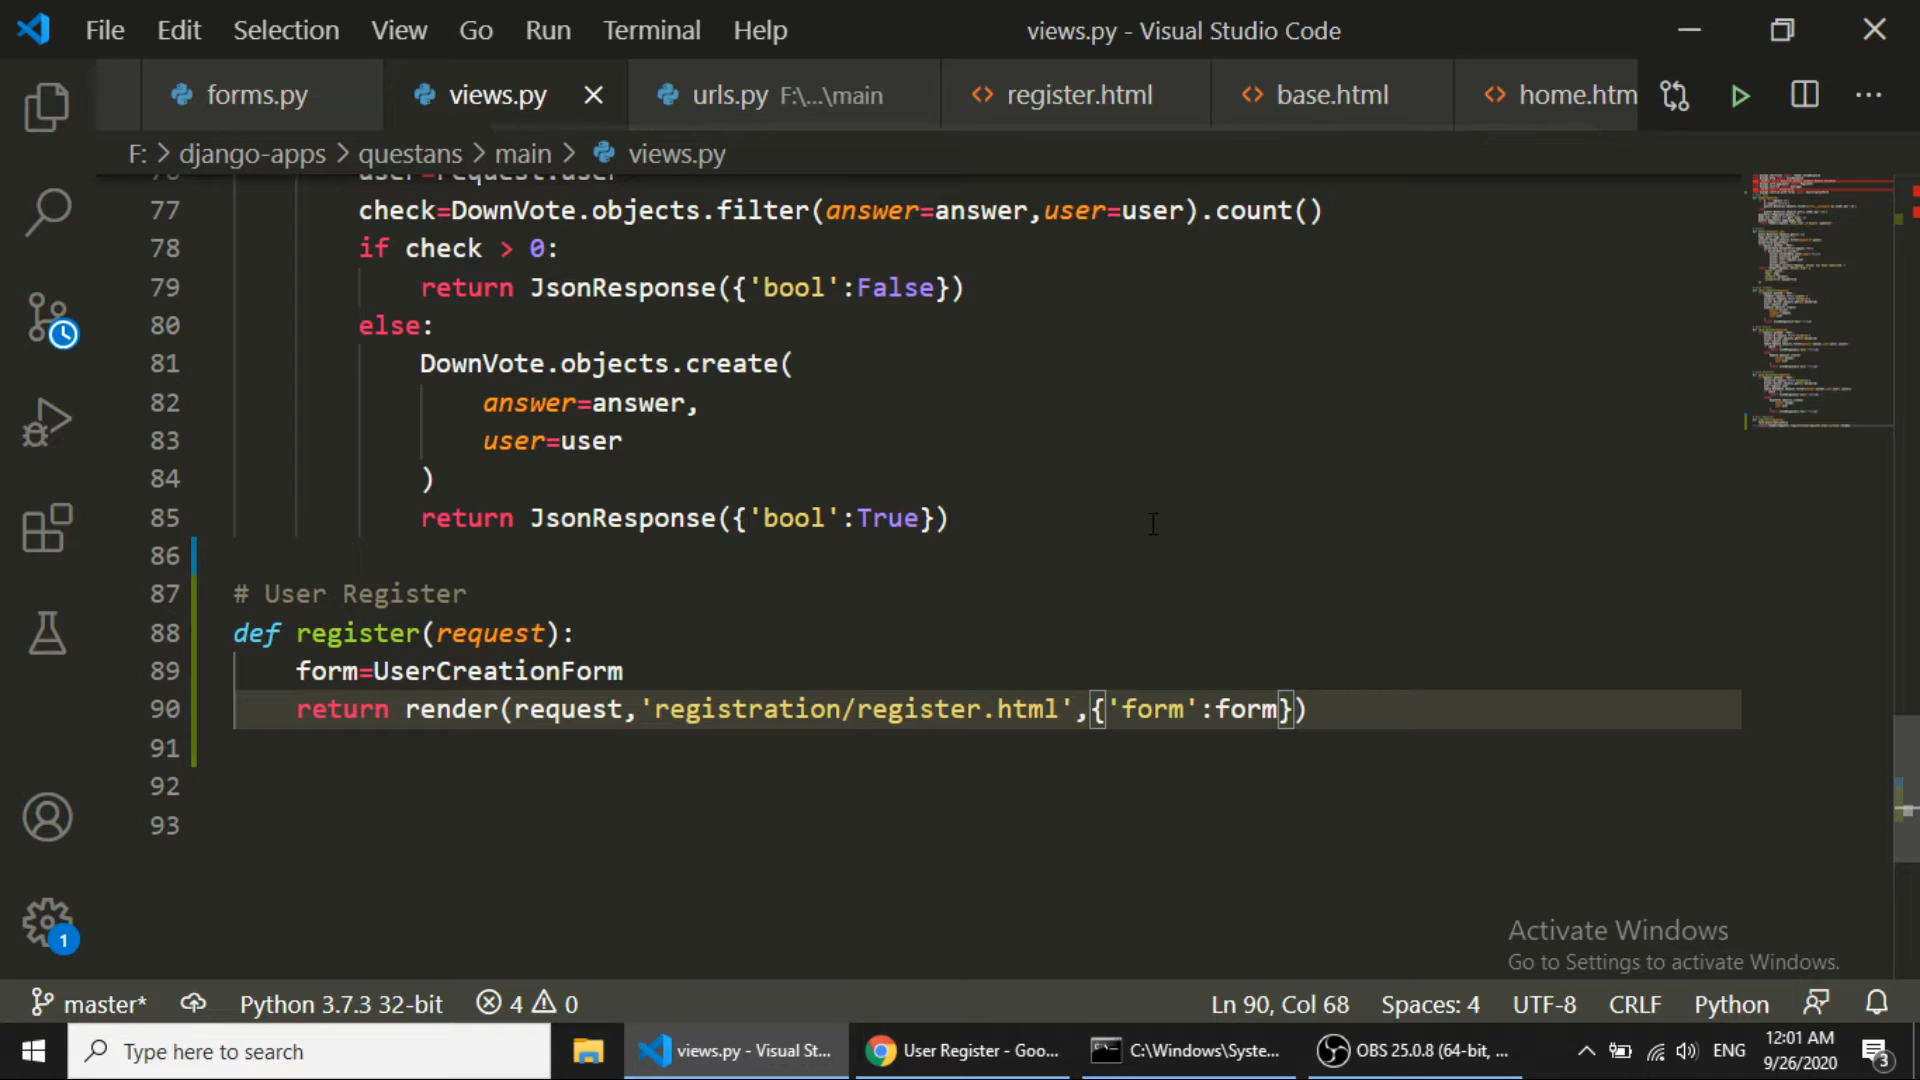 File Edit Selection View Go Run Terminal Help views.py - Visual Studio Code
forms.py views.py urls.py F:\...\main register.html base.html home.htm
F: > django-apps > questans > main > views.py
user=request.user
77 check=DownVote.objects.filter(answer=answer,user=user).count()
78 if check > 0:
79 return JsonResponse({'bool':False})
80 else:
81 DownVote.objects.create(
82 answer=answer,
83 user=user
84 )
85 return JsonResponse({'bool':True})
86
87 # User Register
88 def register(request):
89 form=UserCreationForm
90 return render(request,'registration/register.html',{'form':form})
91
92
93
1
Activate Windows
Go to Settings to activate Windows.
master* Python 3.7.3 32-bit 4 0 Ln 90, Col 68 Spaces: 4 UTF-8 CRLF Python
Type here to search views.py - Visual St... User Register - Goo... C:\Windows\Syste... OBS 25.0.8 (64-bit, ... ENG 12:01 AM
9/26/2020 3